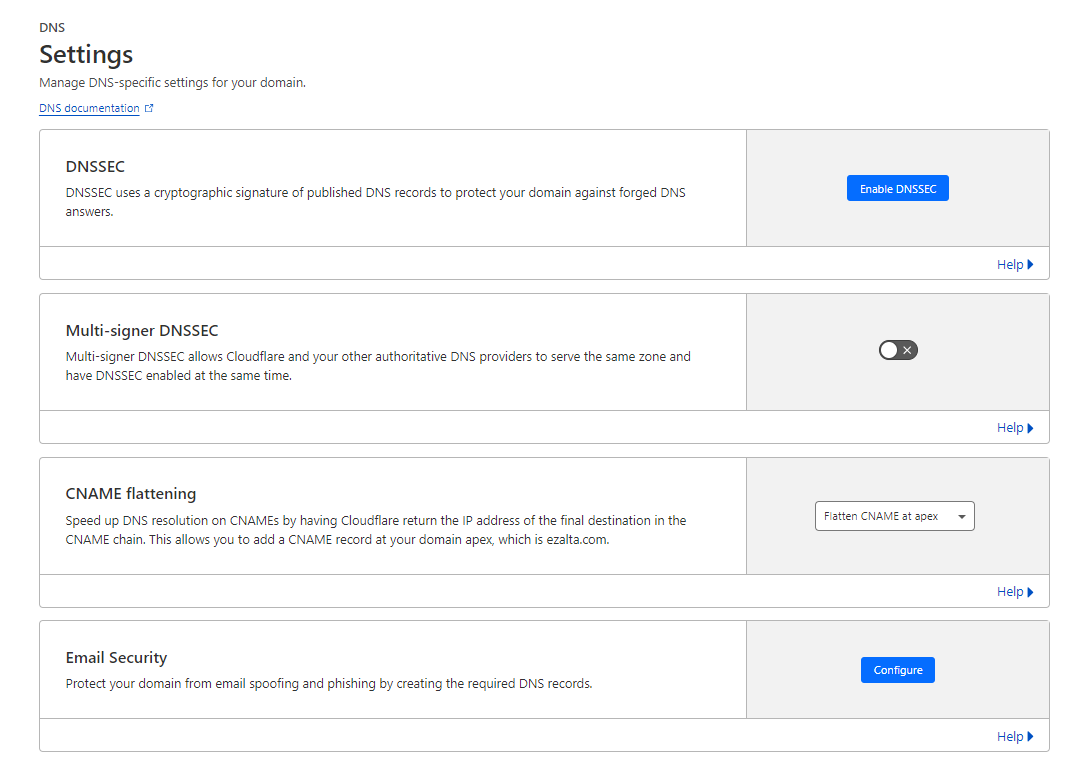 DNS
Settings
Manage DNS-specific settings for your domain.
DNS documentation
DNSSEC
DNSSEC uses a cryptographic signature of published DNS records to protect your domain against forged DNS
answers.
Enable DNSSEC
Help
Multi-signer DNSSEC
Multi-signer DNSSEC allows Cloudflare and your other authoritative DNS providers to serve the same zone and
have DNSSEC enabled at the same time.
Help
CNAME flattening
Speed up DNS resolution on CNAMEs by having Cloudflare return the IP address of the final destination in the
CNAME chain. This allows you to add a CNAME record at your domain apex, which is ezalta.com.
Flatten CNAME at apex
Help
Email Security
Protect your domain from email spoofing and phishing by creating the required DNS records.
Configure
Help